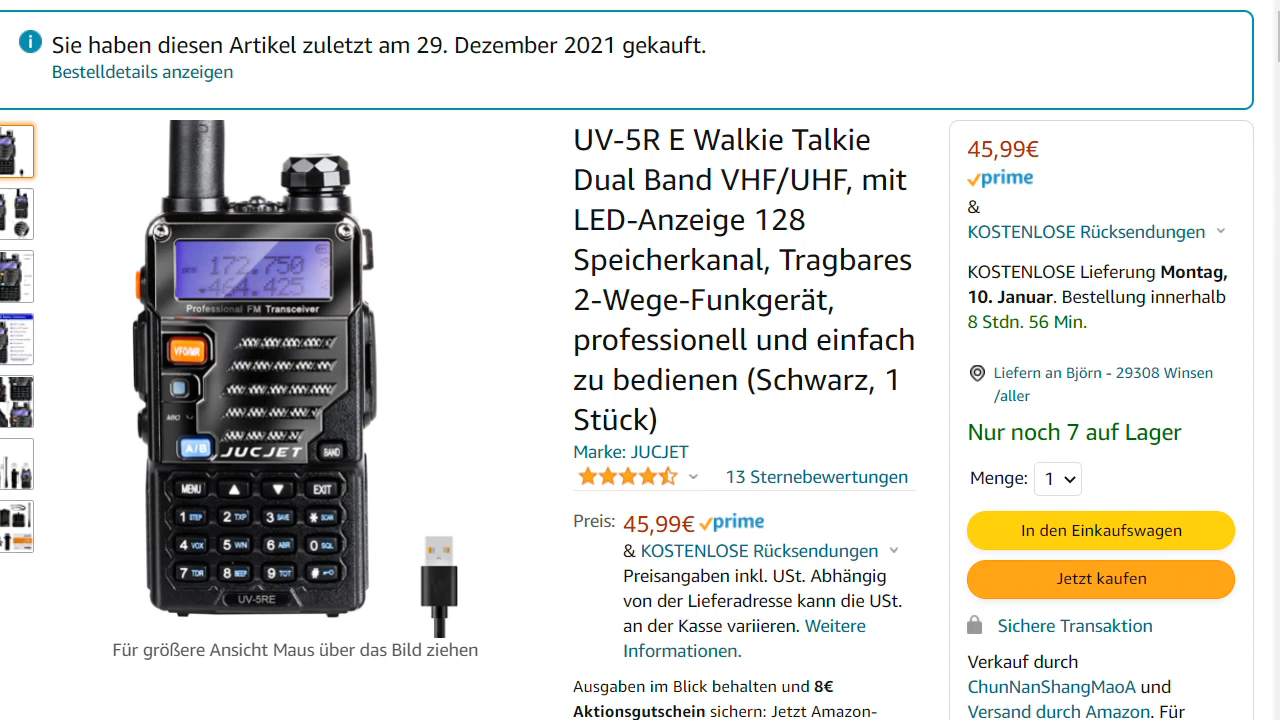 Sie haben diesen Artikel zuletzt am 29. Dezember 2021 gekauft.
Bestelldetails anzeigen
172.750
464.425
Professional FM Transceiver
VFO/MR
MIC
A/B
JUCJET
BAND
MENU
EXIT
1 STEP 2 TXP 3 SAVE * SCAN
4 VOX 5 WN 6 ABR 0 SQL
7 TDR 8 BEEP 9 TOT #
UV-5RE
Für größere Ansicht Maus über das Bild ziehen
UV-5R E Walkie Talkie
Dual Band VHF/UHF, mit
LED-Anzeige 128
Speicherkanal, Tragbares
2-Wege-Funkgerät,
professionell und einfach
zu bedienen (Schwarz, 1
Stück)
Marke: JUCJET
13 Sternebewertungen
Preis: 45,99€ prime
& KOSTENLOSE Rücksendungen
Preisangaben inkl. USt. Abhängig
von der Lieferadresse kann die USt.
an der Kasse variieren. Weitere
Informationen.
Ausgaben im Blick behalten und 8€
Aktionsgutschein sichern: Jetzt Amazon-
45,99€
prime
&
KOSTENLOSE Rücksendungen
KOSTENLOSE Lieferung Montag,
10. Januar. Bestellung innerhalb
8 Stdn. 56 Min.
Liefern an Björn - 29308 Winsen
/aller
Nur noch 7 auf Lager
Menge: 1
In den Einkaufswagen
Jetzt kaufen
Sichere Transaktion
Verkauf durch
ChunNanShangMaoA und
Versand durch Amazon. Für